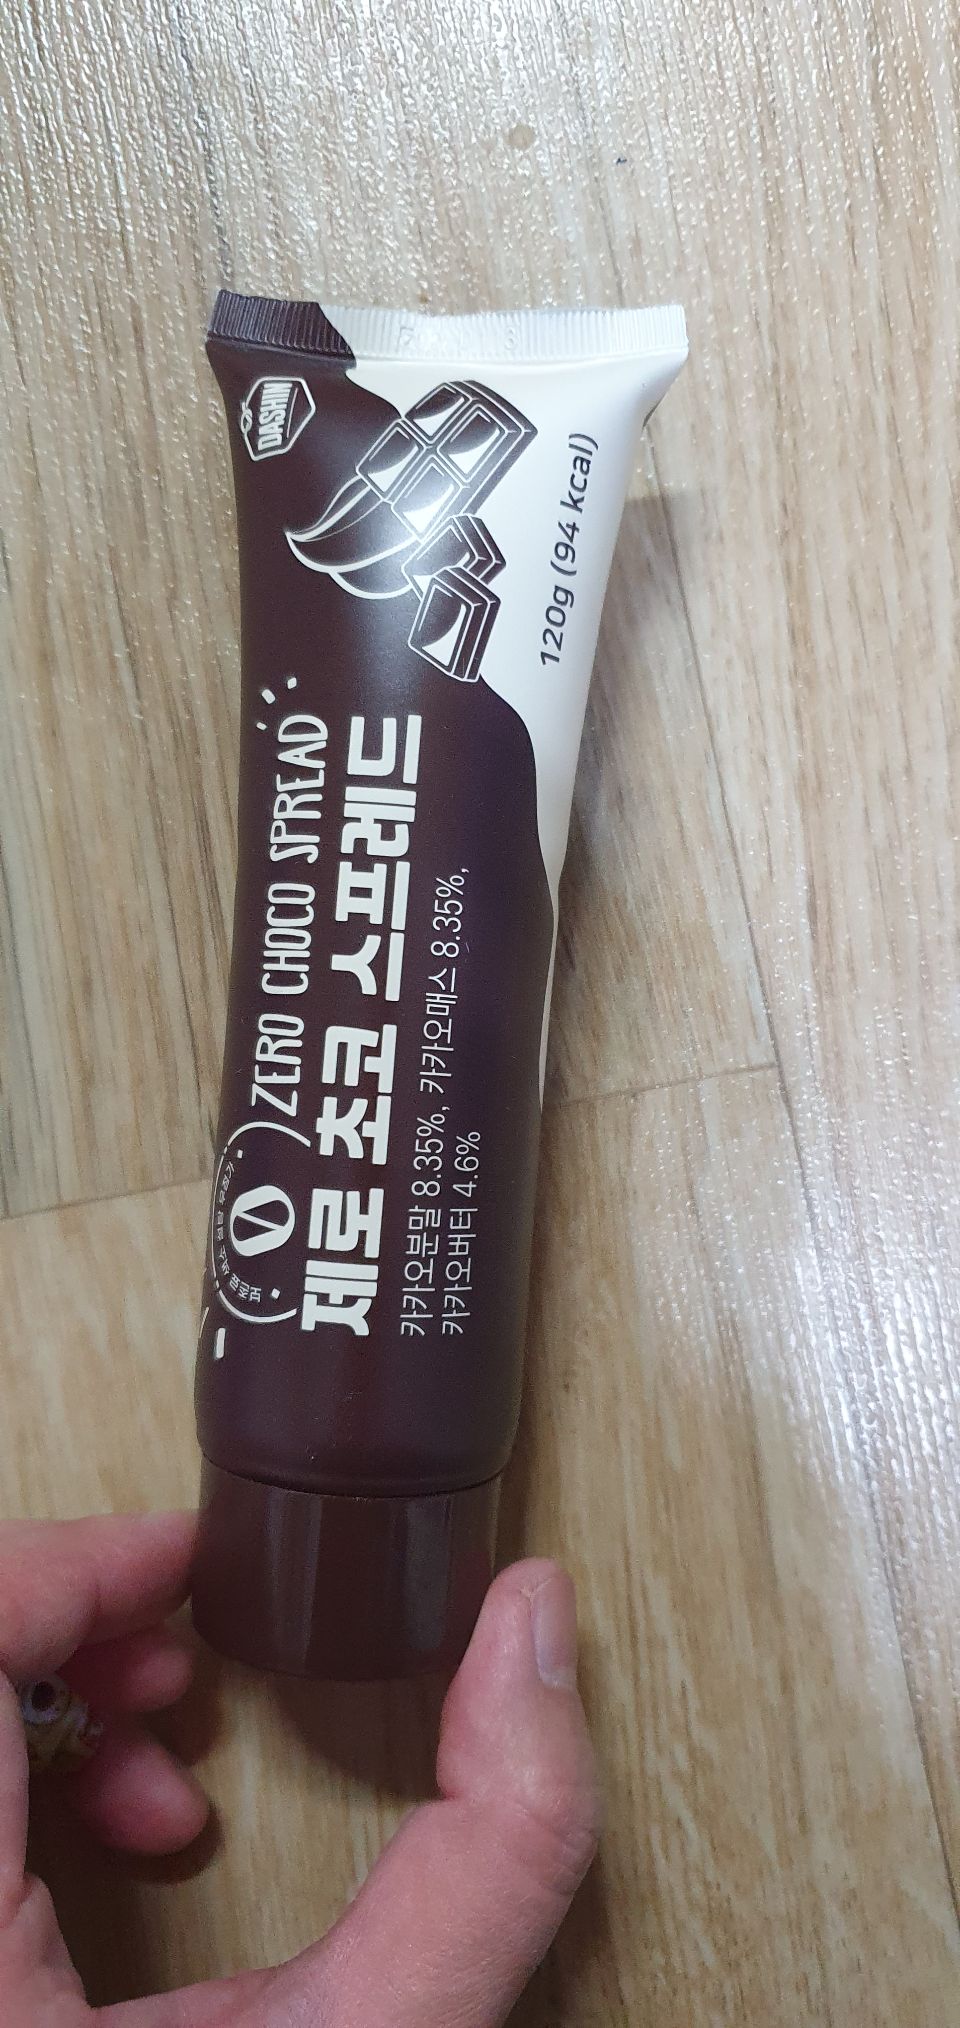 DASHIN
ZERO CHOCO SPREAD
제로 초코 스프레드
카카오분말 8.35%, 카카오매스 8.35%,
카카오버터 4.6%
120g (94 kcal)